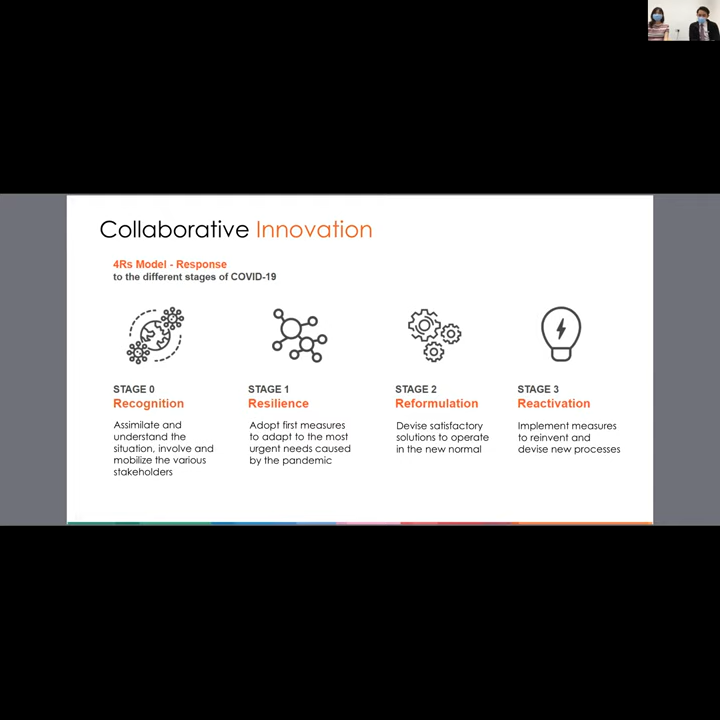 Collaborative Innovation
4Rs Model - Response
to the different stages of COVID-19
STAGE 0
Recognition
Assimilate and
understand the
situation, involve and
mobilize the various
stakeholders
STAGE 1
Resilience
Adopt first measures
to adapt to the most
urgent needs caused
by the pandemic
STAGE 2
Reformulation
Devise satisfactory
solutions to operate
in the new normal
STAGE 3
Reactivation
Implement measures
to reinvent and
devise new processes